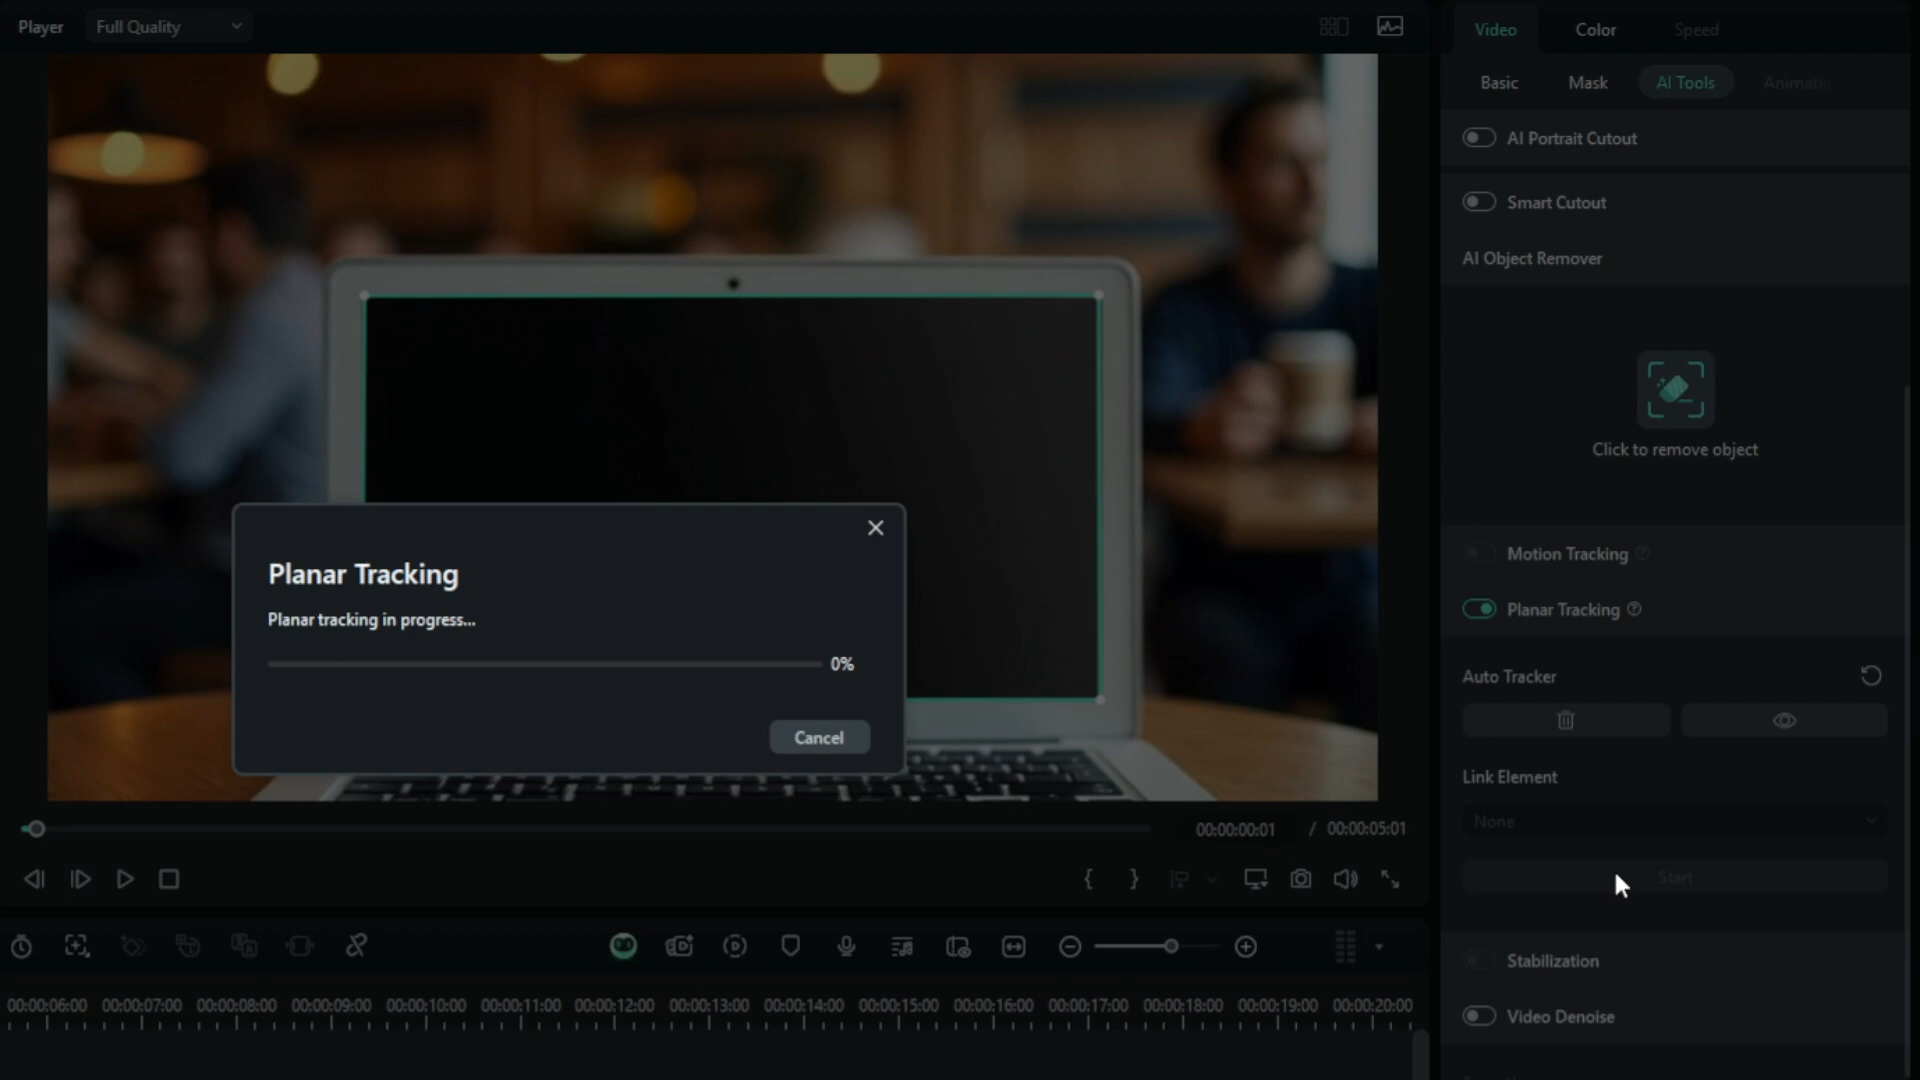 Player
Full Quality
Video
Color
Speed
Basic
Mask
AI Tools
AI Portrait Cutout
Smart Cutout
AI Object Remover
Click to remove object
Motion Tracking
Planar Tracking
Auto Tracker
Link Element
None
Start
Stabilization
Video Denoise
Planar Tracking
Planar tracking in progress...
0%
Cancel
00:00:00:01 / 00:00:05:01
00:00:06:00 00:00:07:00 00:00:08:00 00:00:09:00 00:00:10:00 00:00:11:00 00:00:12:00 00:00:13:00 00:00:14:00 00:00:15:00 00:00:16:00 00:00:17:00 00:00:18:00 00:00:19:00 00:00:20:00